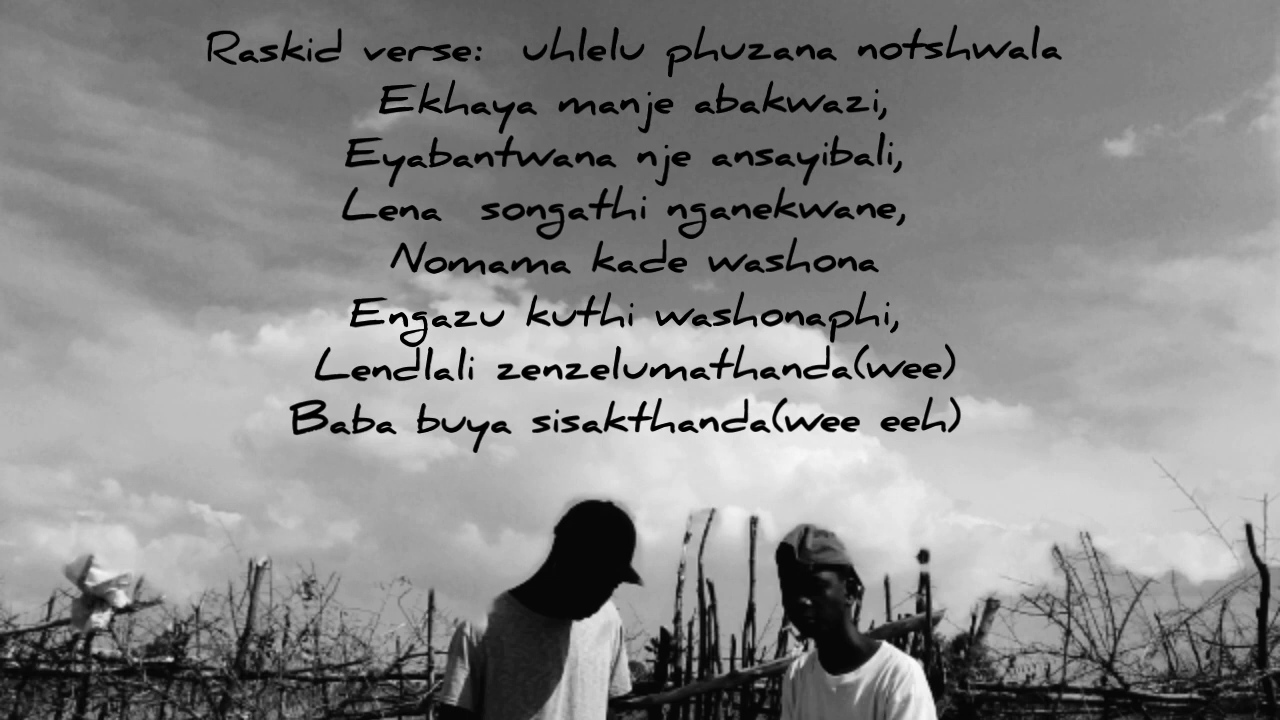 Raskid verse: uhlelu phuzana notshwala
Ekhaya manje abakwazi,
Eyabantwana nje ansayibali,
Lena songathi nganekwane,
Nomama kade washona
Engazu kuthi washonaphi,
Lendlali zenzelumathanda(wee)
Baba buya sisakthanda(wee eeh)